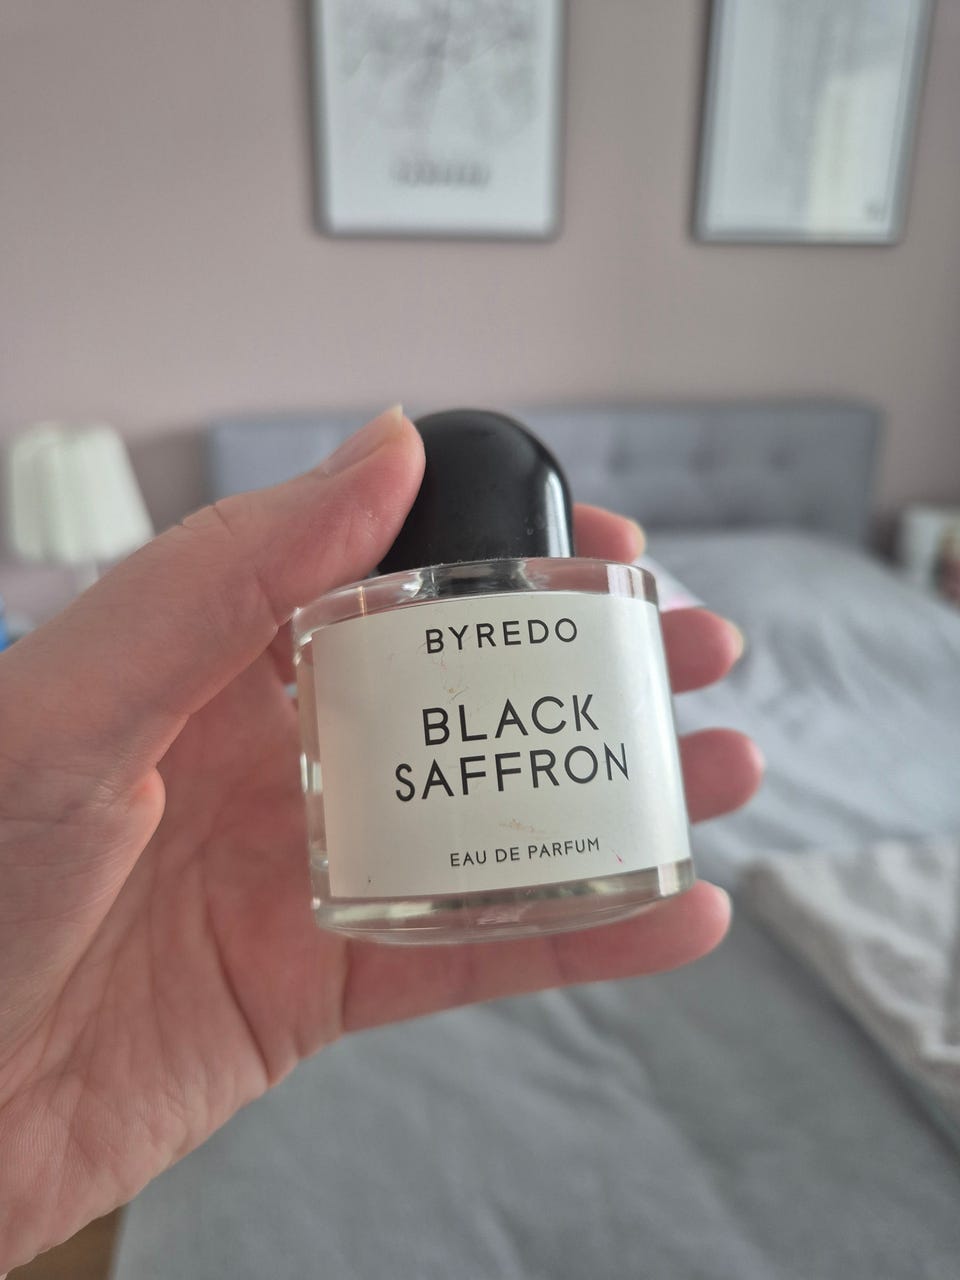 BYREDO
BLACK
SAFFRON
EAU DE PARFUM